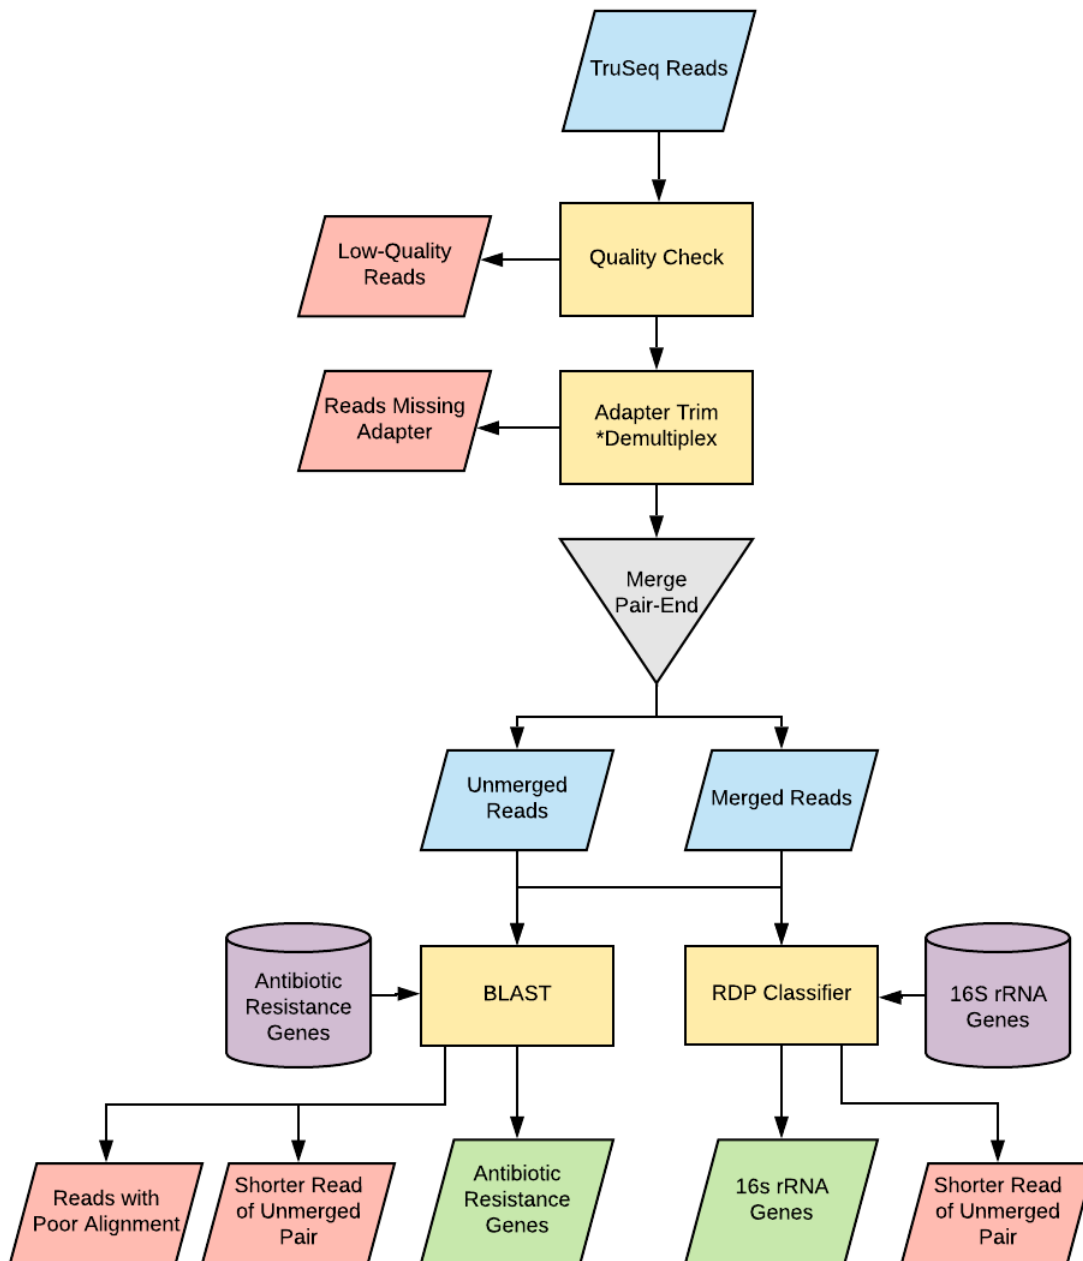 TruSeq Reads
Low-Quality
Reads
Quality Check
Reads Missing
Adapter
Adapter Trim
*Demultiplex
Merge
Pair-End
Unmerged
Reads
Merged Reads
Antibiotic
Resistance
Genes
BLAST
RDP Classifier
16S rRNA
Genes
Reads with
Poor Alignment
Shorter Read
of Unmerged
Pair
Antibiotic
Resistance
Genes
16s rRNA
Genes
Shorter Read
of Unmerged
Pair